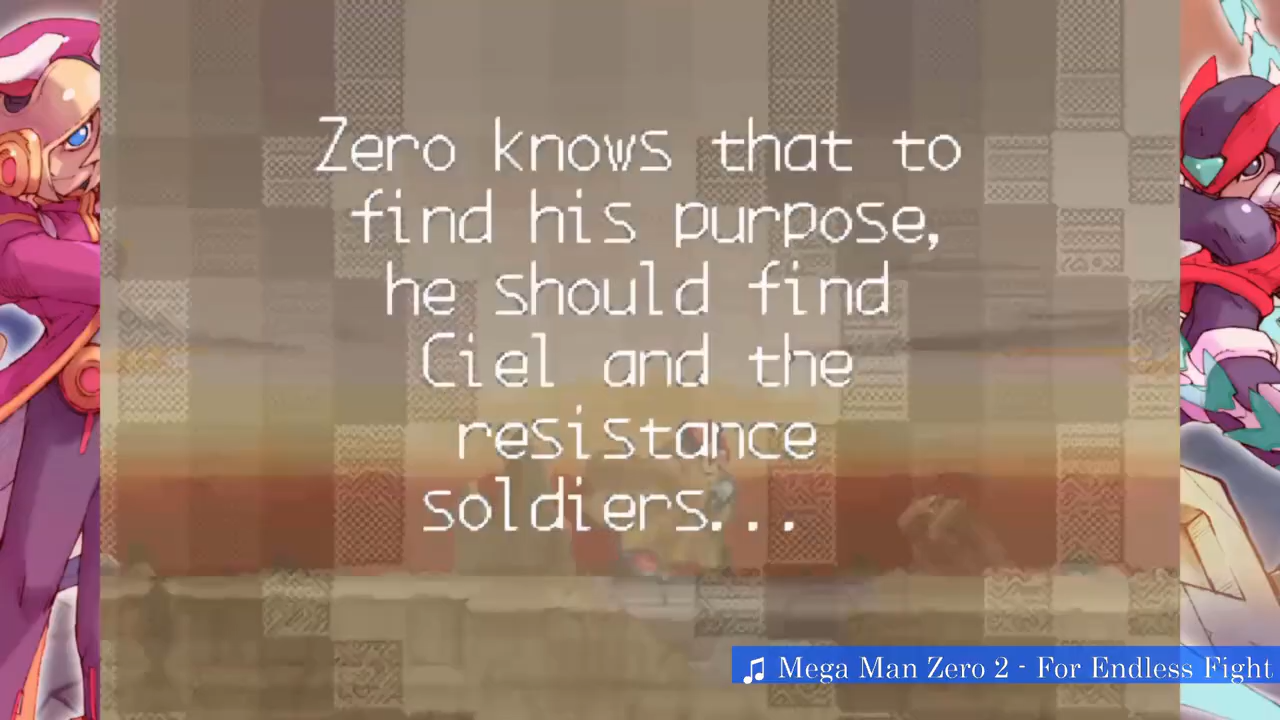 Zero knows that to
find his purpose,
he should find
Ciel and the
resistance
soldiers...
♫ Mega Man Zero 2 - For Endless Fight